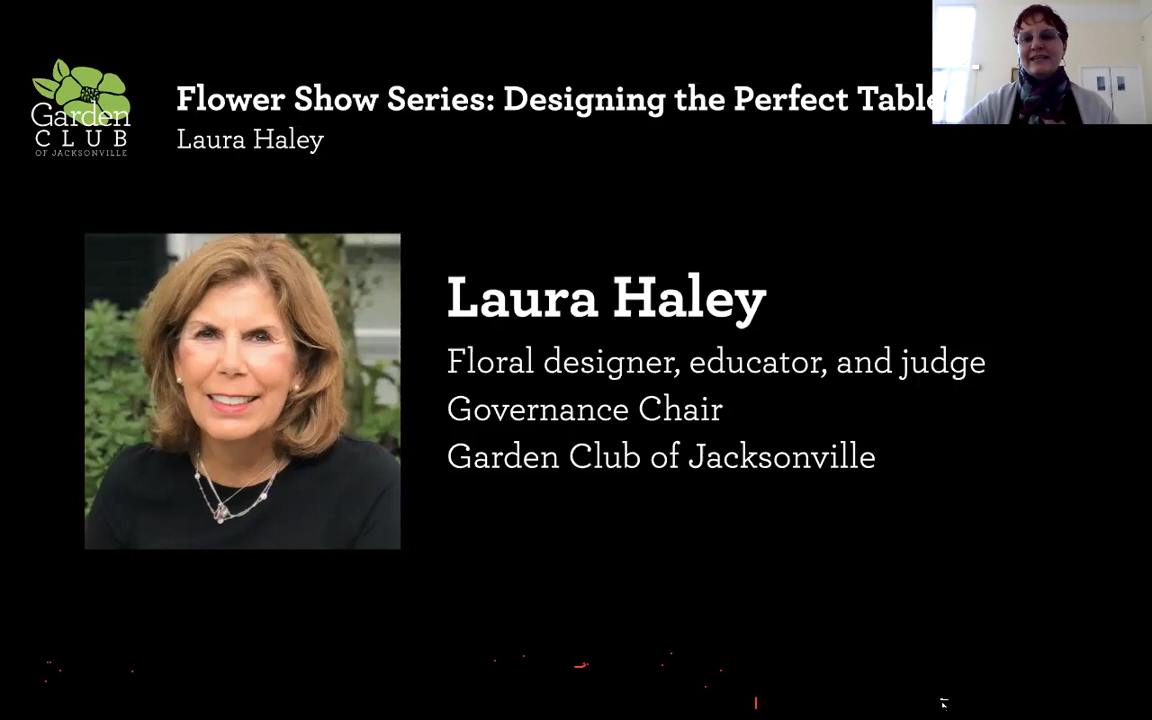 Garden
CLUB
OF JACKSONVILLE
Flower Show Series: Designing the Perfect Table
Laura Haley
Laura Haley
Floral designer, educator, and judge
Governance Chair
Garden Club of Jacksonville